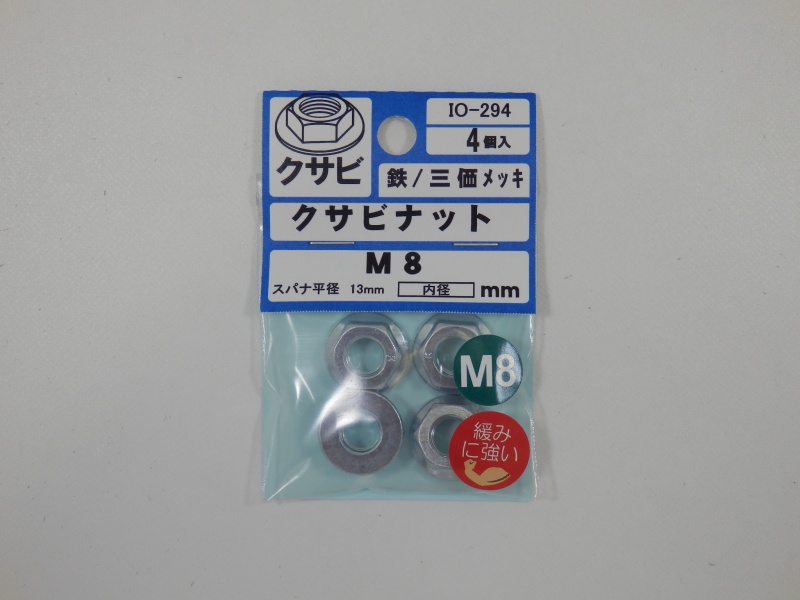 クサビ
IO-294
4個入
鉄/三価メッキ
クサビナット
M8
スパナ平径 13mm 内径 mm
M8
緩み
に強い